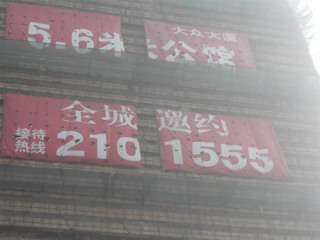 大众大厦
5.6米 公馆
全城 邀约
接待
热线 210 1555